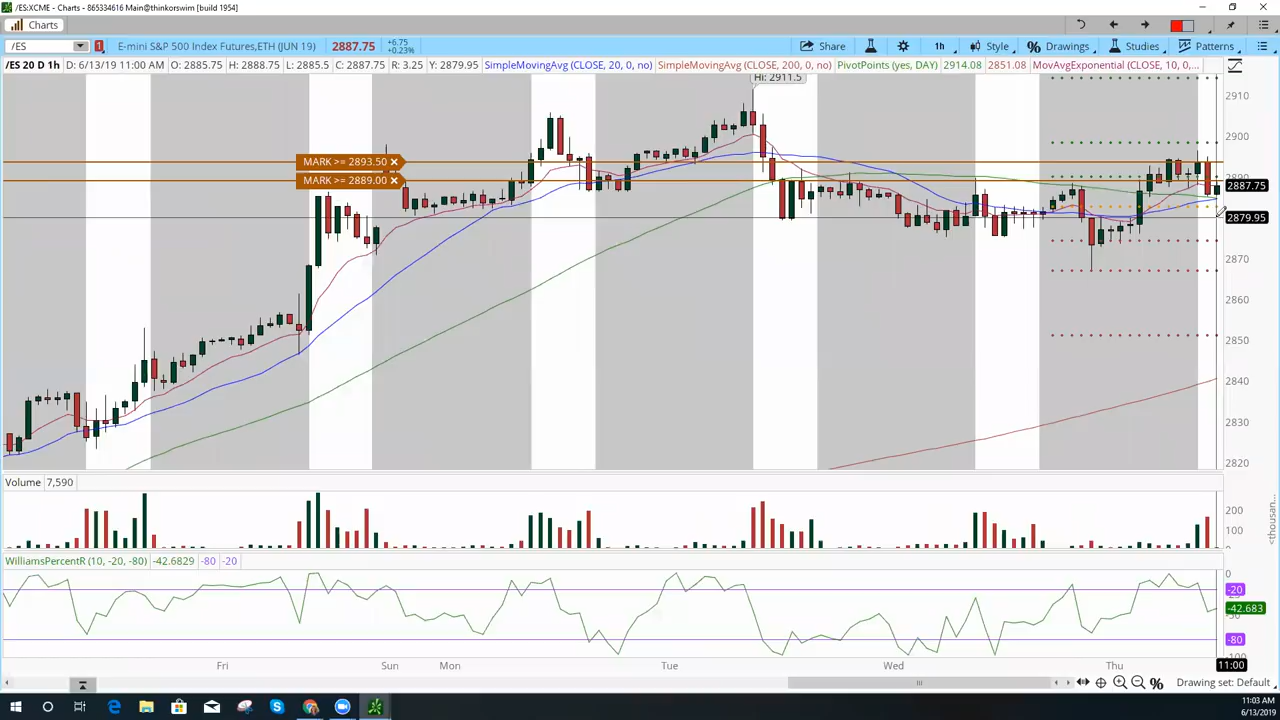 /ES:XCME - Charts - 865334616 Main@thinkorswim [build 1954]
Charts
/ES 1 E-mini S&P 500 Index Futures,ETH (JUN 19) 2887.75 +6.75 +0.23% Share 1h Style Drawings Studies Patterns
/ES 20 D 1h D: 6/13/19 11:00 AM O: 2885.75 H: 2888.75 L: 2885.5 C: 2887.75 R: 3.25 Y: 2879.95 SimpleMovingAvg (CLOSE, 20, 0, no) SimpleMovingAvg (CLOSE, 200, 0, no) PivotPoints (yes, DAY) 2914.08 2851.08 MovAvgExponential (CLOSE, 10, 0,...
Hi: 2911.5
2910
2900
MARK >= 2893.50 ×
MARK >= 2889.00 ×
2887.75
2879.95
2870
2860
2850
2840
2830
2820
Volume 7,590
200
100
<thousan...
WilliamsPercentR (10, -20, -80) -42.6829 -80 -20
0
-20
-42.683
-80
-100
Fri Sun Mon Tue Wed Thu 11:00
Drawing set: Default
11:03 AM
6/13/2019